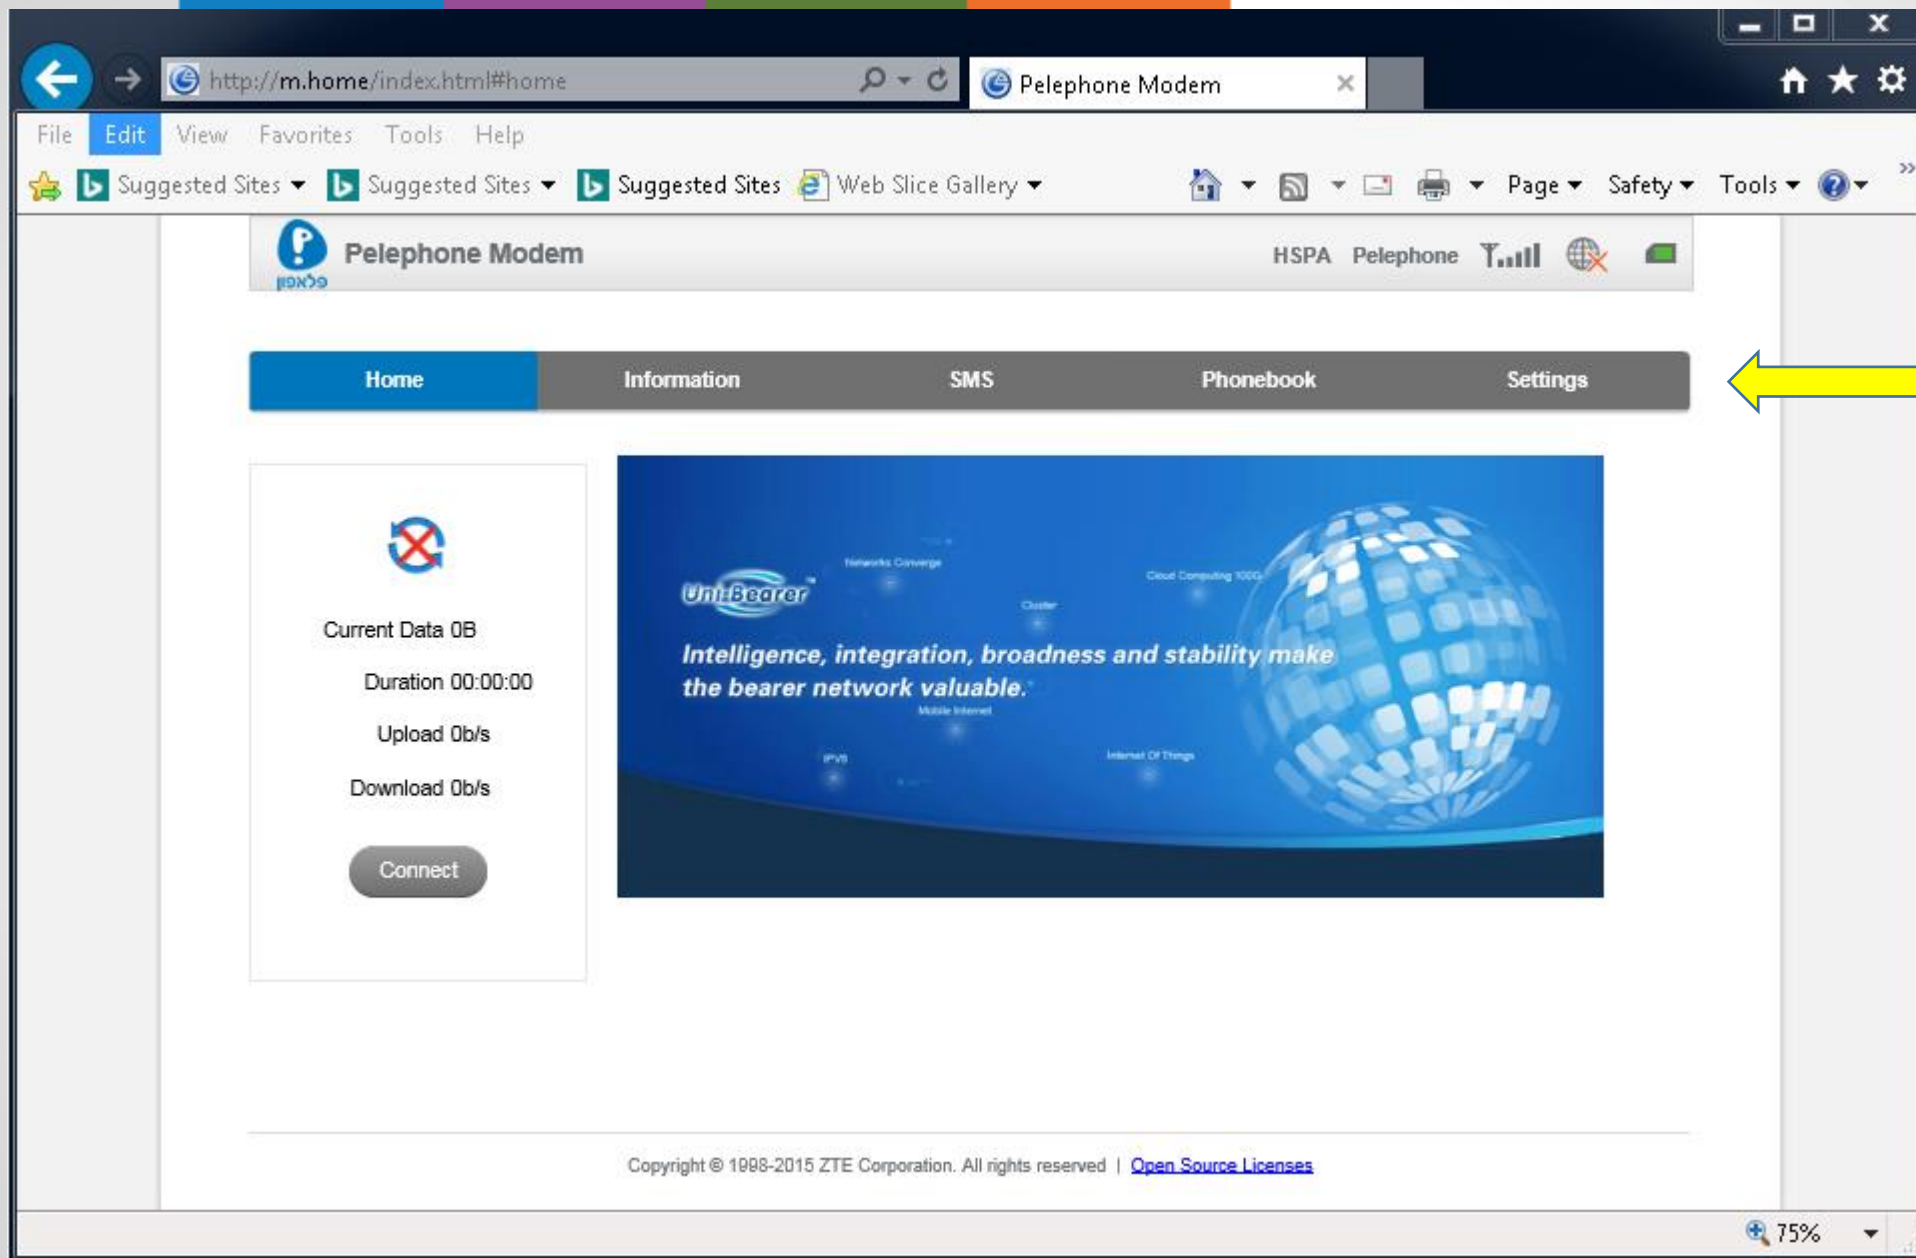 http://m.home/index.html#home
Pelephone Modem
File Edit View Favorites Tools Help
Suggested Sites Suggested Sites Suggested Sites Web Slice Gallery Page Safety Tools
Pelephone Modem HSPA Pelephone
פלאפון
Home Information SMS Phonebook Settings
Current Data 0B
Duration 00:00:00
Upload 0b/s
Download 0b/s
Connect
Networks Converge
Cloud Computing 100G
Uni-Bearer™
Cluster
Intelligence, integration, broadness and stability make
the bearer network valuable.
Mobile Internet
IPV6
Internet Of Things
Copyright © 1998-2015 ZTE Corporation. All rights reserved | Open Source Licenses
75%